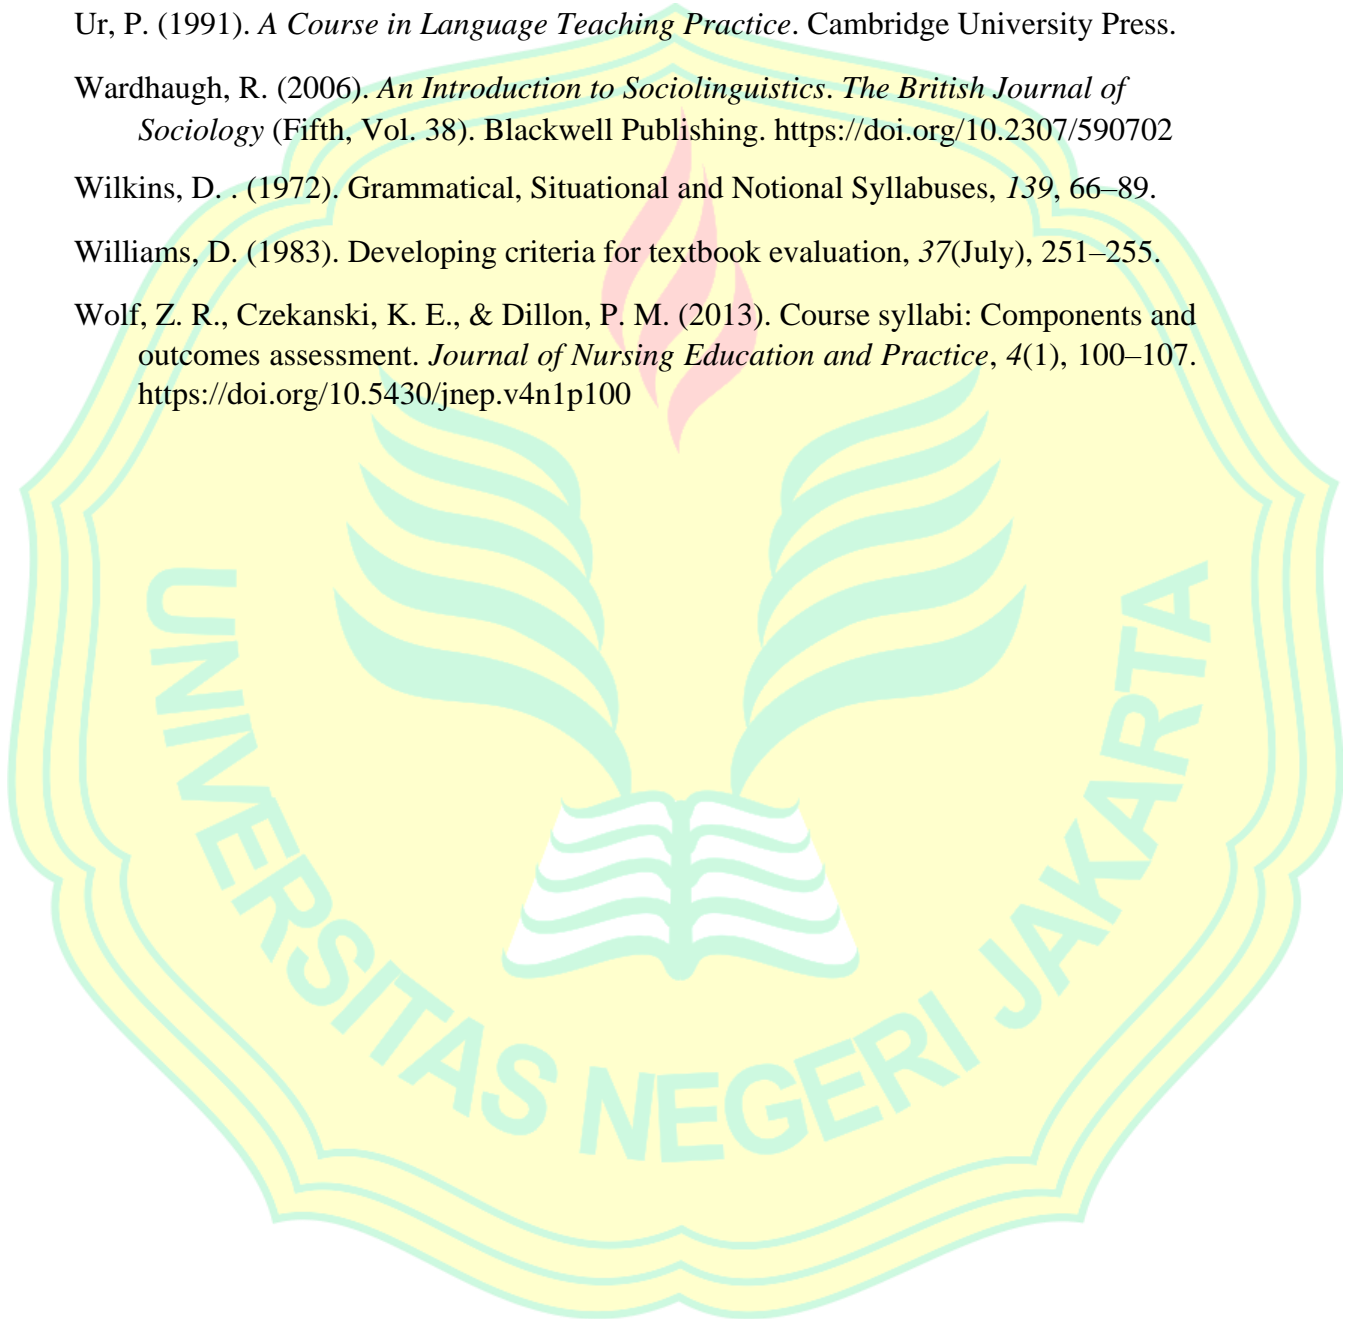 Ur, P. (1991). A Course in Language Teaching Practice. Cambridge University Press.
Wardhaugh, R. (2006). An Introduction to Sociolinguistics. The British Journal of
Sociology (Fifth, Vol. 38). Blackwell Publishing. https://doi.org/10.2307/590702
Wilkins, D. . (1972). Grammatical, Situational and Notional Syllabuses, 139, 66–89.
Williams, D. (1983). Developing criteria for textbook evaluation, 37(July), 251–255.
Wolf, Z. R., Czekanski, K. E., & Dillon, P. M. (2013). Course syllabi: Components and
outcomes assessment. Journal of Nursing Education and Practice, 4(1), 100–107.
https://doi.org/10.5430/jnep.v4n1p100
UNIVERSITAS NEGERI JAKARTA